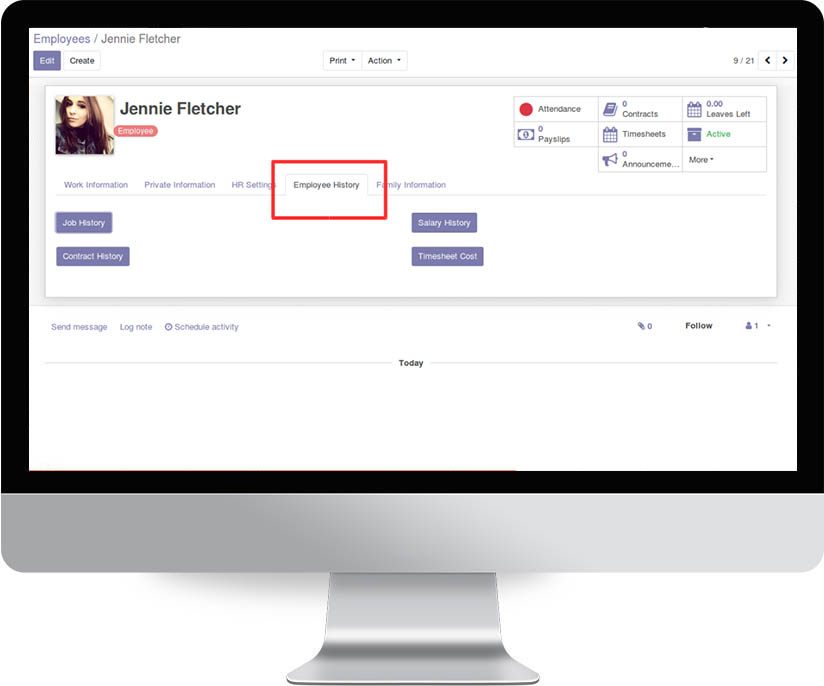 Employees / Jennie Fletcher
Edit Create Print Action 9 / 21
Jennie Fletcher
Employee
Attendance
0 Contracts
0.00 Leaves Left
0 Payslips
Timesheets
Active
0 Announceme...
More
Work Information Private Information HR Settings Employee History Family Information
Job History Salary History
Contract History Timesheet Cost
Send message Log note Schedule activity 0 Follow 1
Today